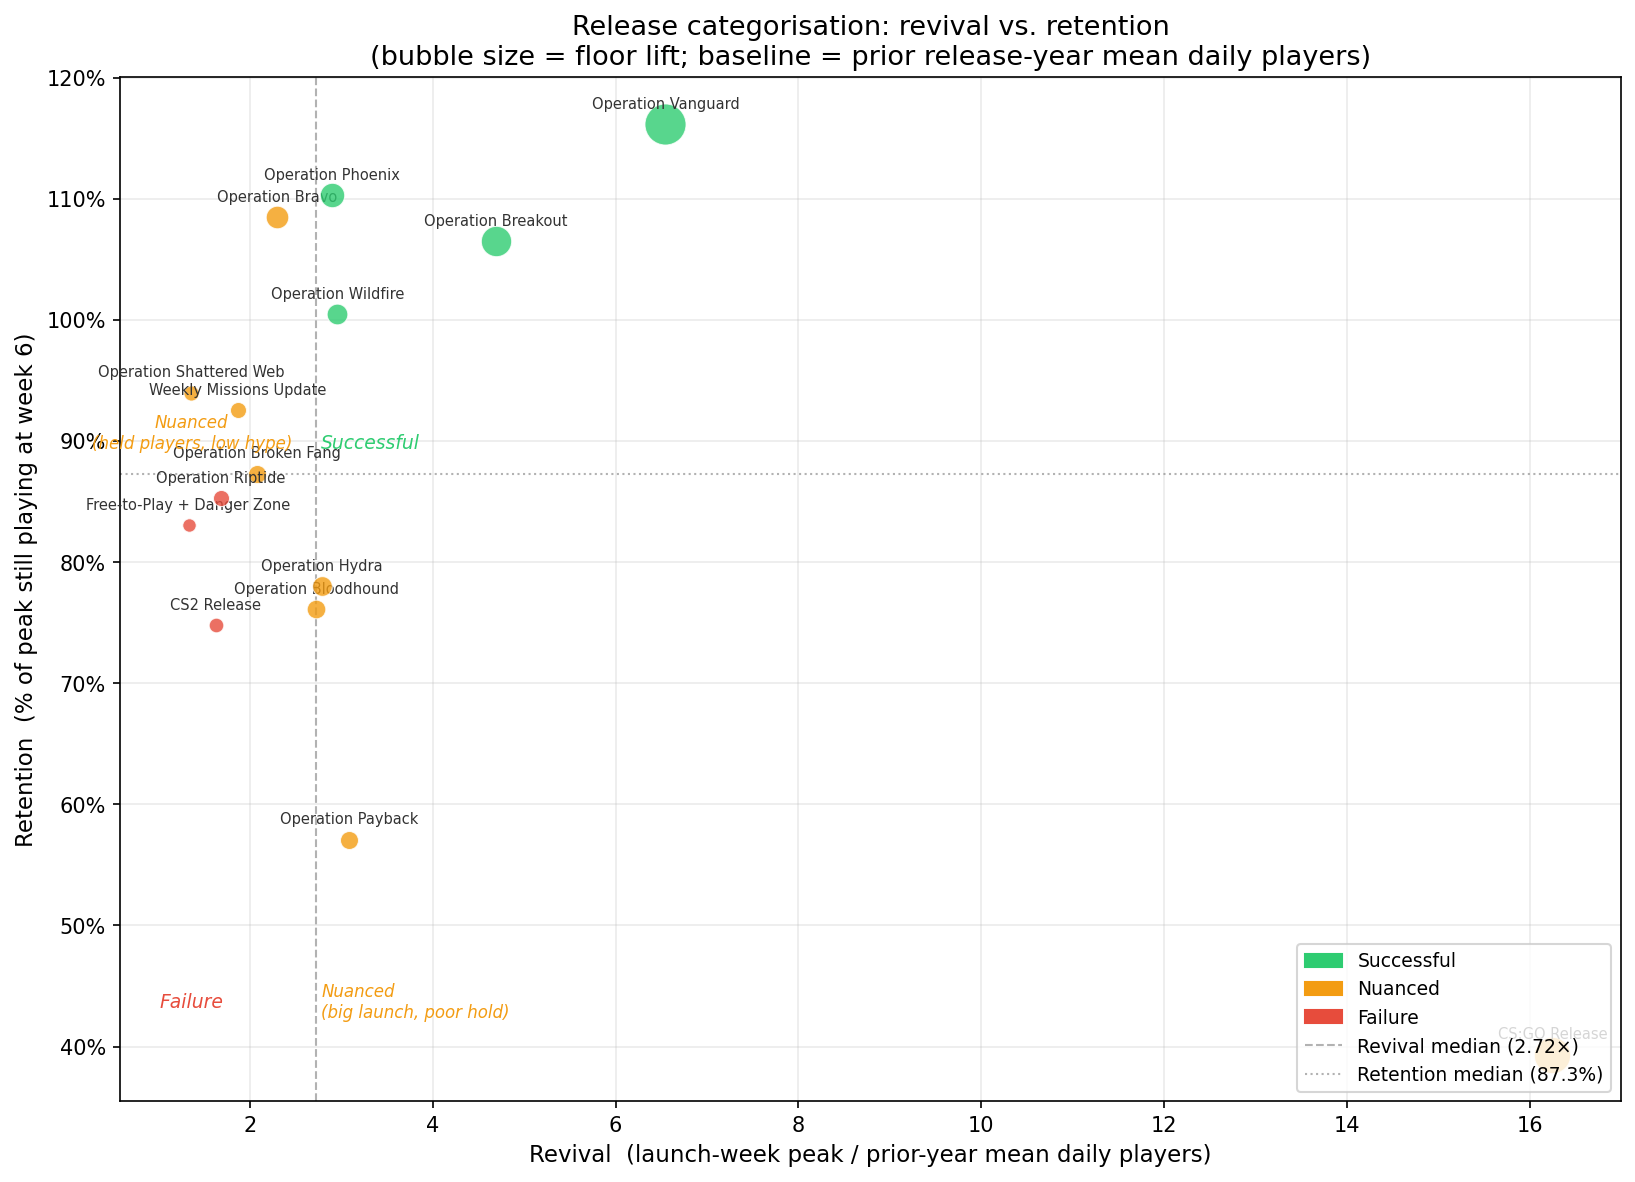 Release categorisation: revival vs. retention
(bubble size = floor lift; baseline = prior release-year mean daily players)
120%
110%
100%
90%
80%
70%
60%
50%
40%
Retention (% of peak still playing at week 6)
Operation Vanguard
Operation Phoenix
Operation Bravo
Operation Breakout
Operation Wildfire
Operation Shattered Web
Weekly Missions Update
Nuanced
(held players, low hype)
Successful
Operation Broken Fang
Operation Riptide
Free-to-Play + Danger Zone
Operation Hydra
Operation Bloodhound
CS2 Release
Operation Payback
Failure
Nuanced
(big launch, poor hold)
CS:GO Release
Successful
Nuanced
Failure
Revival median (2.72×)
Retention median (87.3%)
2
4
6
8
10
12
14
16
Revival (launch-week peak / prior-year mean daily players)